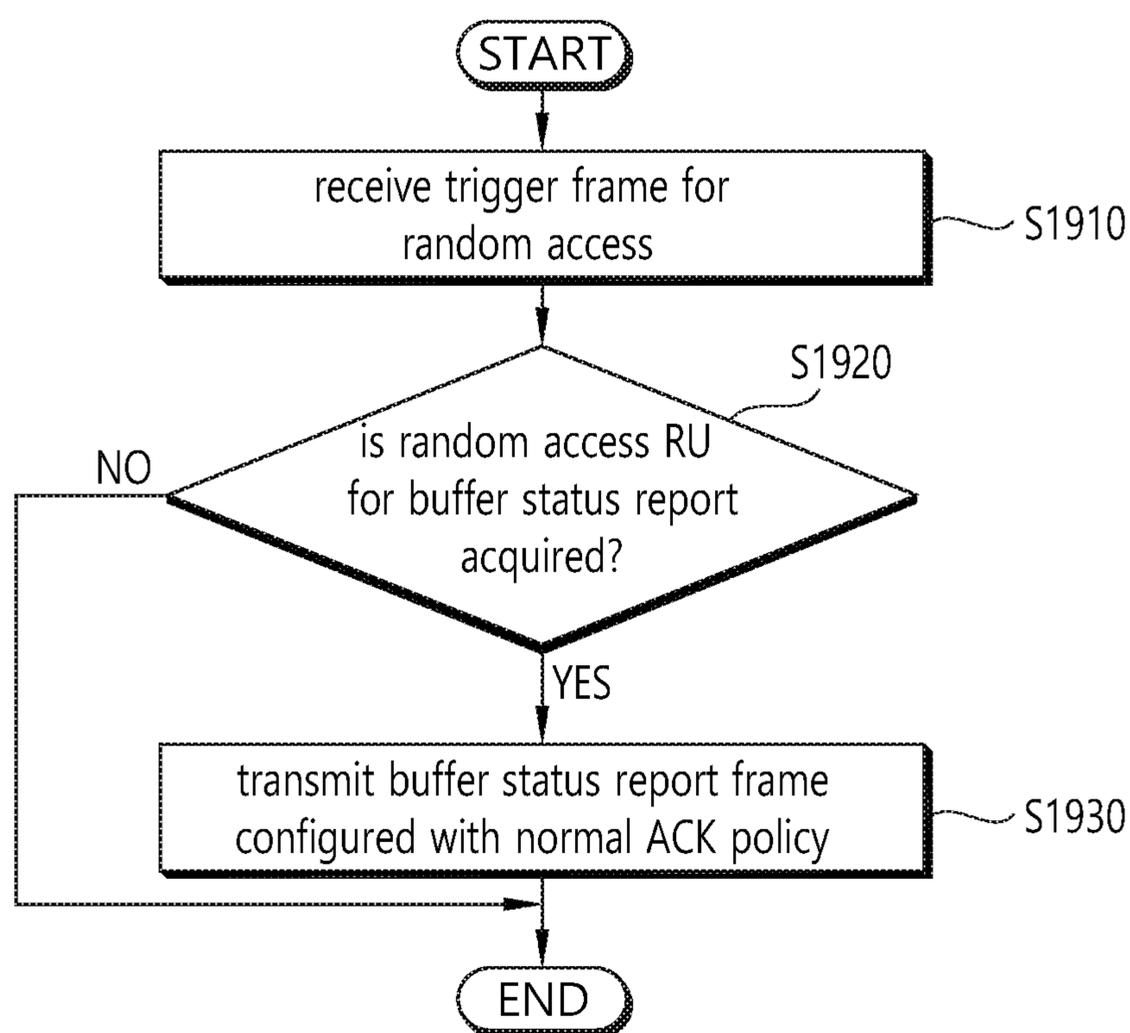 START
receive trigger frame for
random access
S1910
S1920
is random access RU
for buffer status report
acquired?
NO
YES
transmit buffer status report frame
configured with normal ACK policy
S1930
END